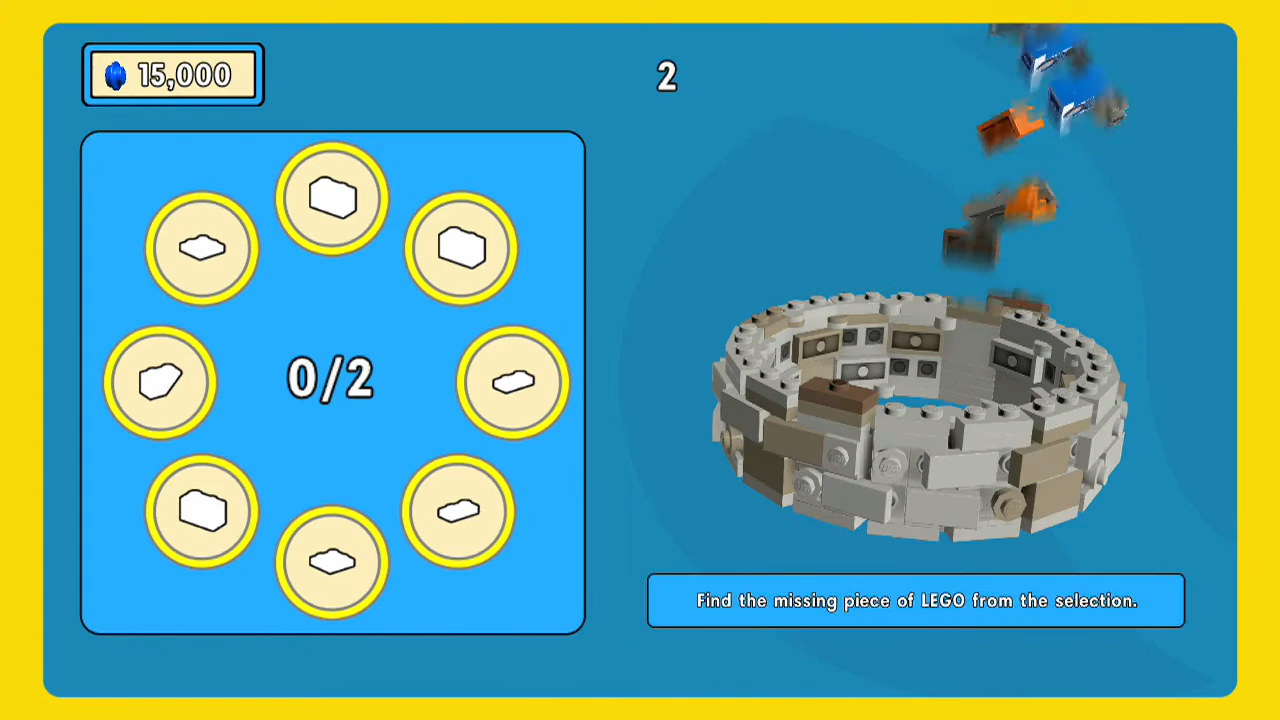 15,000
2
0/2
Find the missing piece of LEGO from the selection.